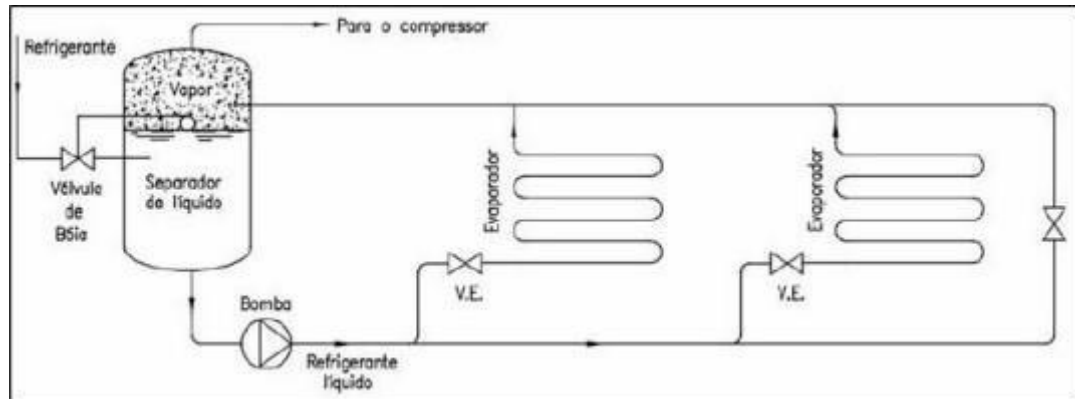 Para o compressor
Refrigerante
Vapor
Separador
de líquido
Válvula
de
Bóia
Evaporador
Evaporador
V.E.
V.E.
Bomba
Refrigerante
líquido